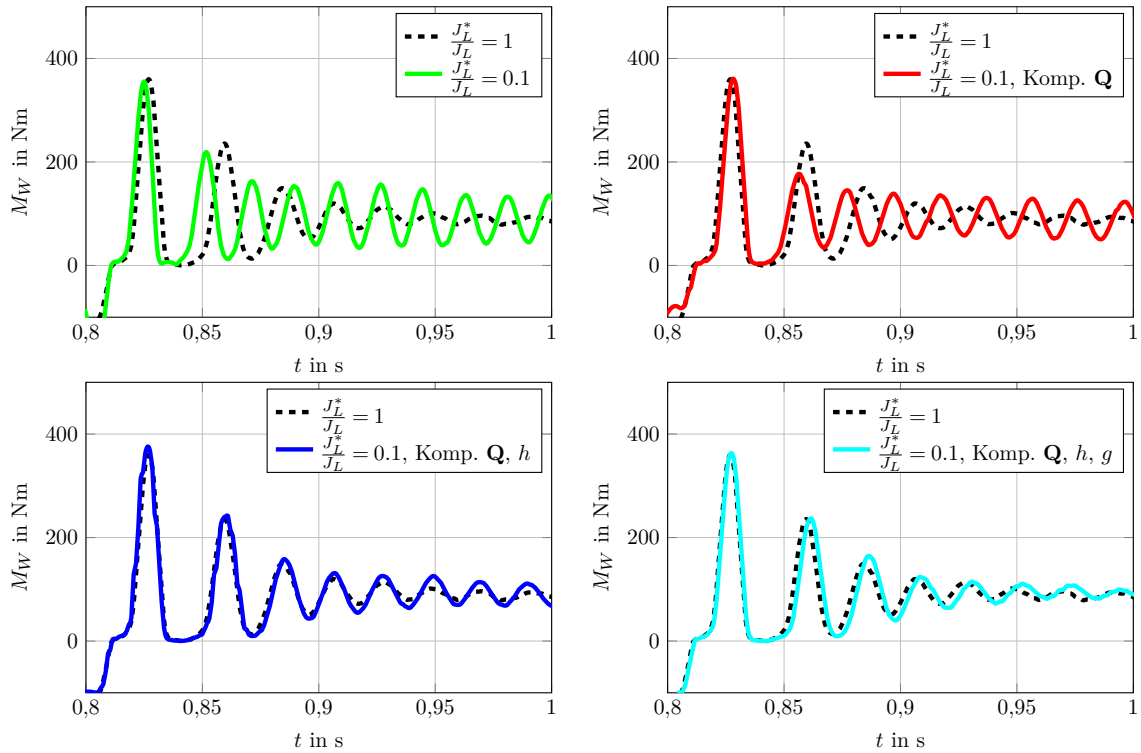 J_L^*/J_L = 1
J_L^*/J_L = 0.1
400
200
0
M_W in Nm
0,8 0,85 0,9 0,95 1
t in s
J_L^*/J_L = 1
J_L^*/J_L = 0.1, Komp. Q
400
200
0
M_W in Nm
0,8 0,85 0,9 0,95 1
t in s
J_L^*/J_L = 1
J_L^*/J_L = 0.1, Komp. Q, h
400
200
0
M_W in Nm
0,8 0,85 0,9 0,95 1
t in s
J_L^*/J_L = 1
J_L^*/J_L = 0.1, Komp. Q, h, g
400
200
0
M_W in Nm
0,8 0,85 0,9 0,95 1
t in s